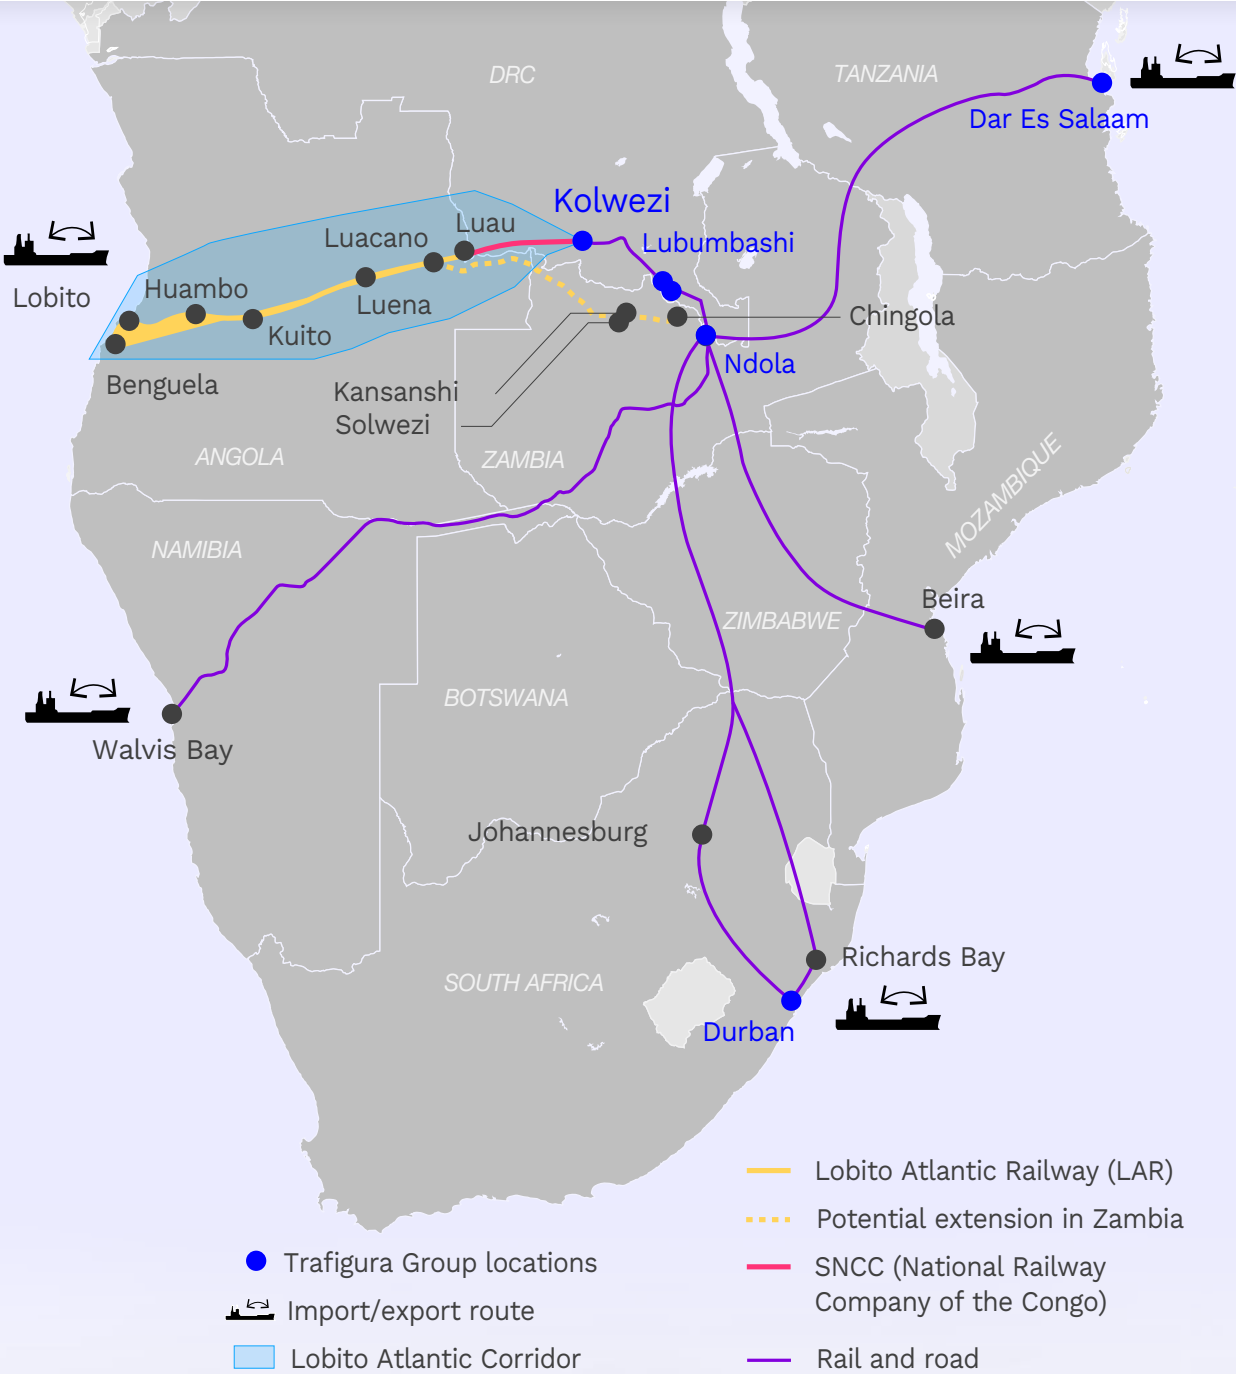 DRC
TANZANIA
Dar Es Salaam
Kolwezi
Luau
Luacano
Lubumbashi
Lobito
Huambo
Luena
Kuito
Chingola
Ndola
Benguela
Kansanshi
Solwezi
ANGOLA
ZAMBIA
MOZAMBIQUE
NAMIBIA
Beira
ZIMBABWE
BOTSWANA
Walvis Bay
Johannesburg
Richards Bay
SOUTH AFRICA
Durban
Lobito Atlantic Railway (LAR)
Potential extension in Zambia
SNCC (National Railway
Company of the Congo)
Rail and road
Trafigura Group locations
Import/export route
Lobito Atlantic Corridor